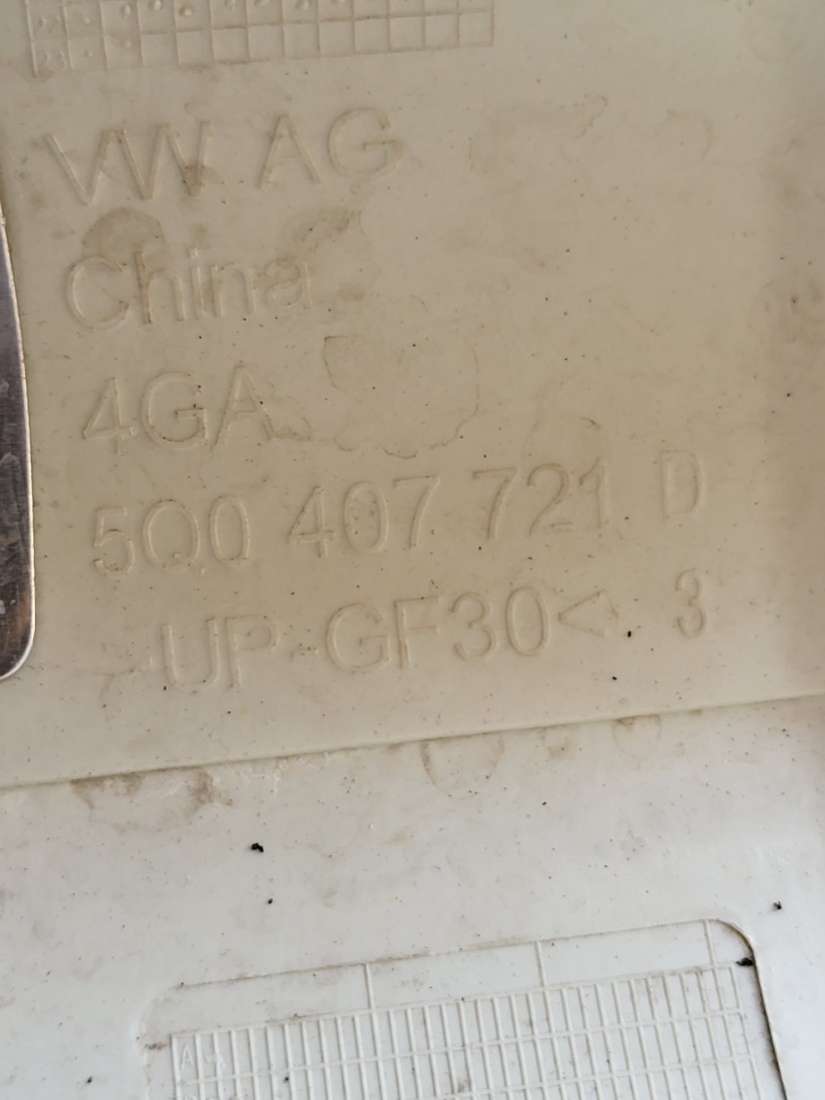 VW AG
China
4GA
5Q0 407 721 D
UP-GF30< 3